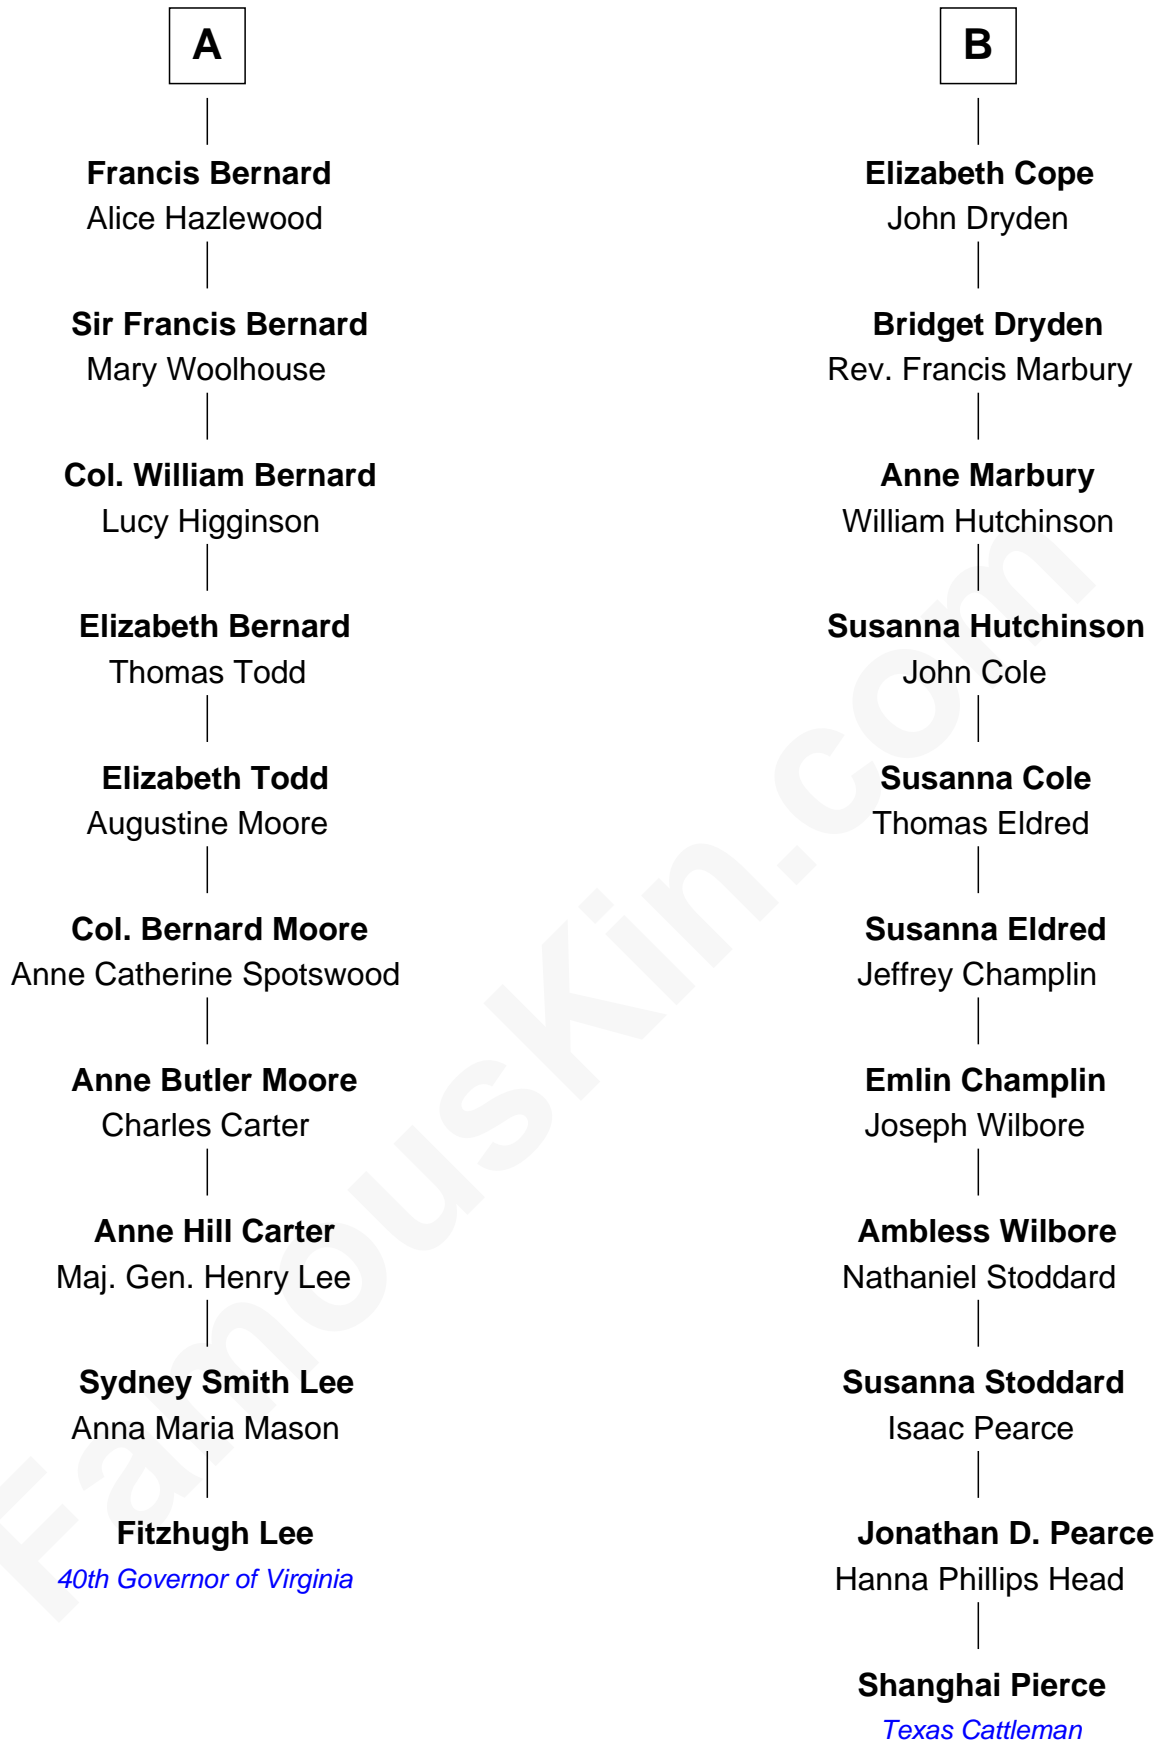 A
Francis Bernard
Alice Hazlewood
Sir Francis Bernard
Mary Woolhouse
Col. William Bernard
Lucy Higginson
Elizabeth Bernard
Thomas Todd
Elizabeth Todd
Augustine Moore
Col. Bernard Moore
Anne Catherine Spotswood
Anne Butler Moore
Charles Carter
Anne Hill Carter
Maj. Gen. Henry Lee
Sydney Smith Lee
Anna Maria Mason
Fitzhugh Lee
40th Governor of Virginia
B
Elizabeth Cope
John Dryden
Bridget Dryden
Rev. Francis Marbury
Anne Marbury
William Hutchinson
Susanna Hutchinson
John Cole
Susanna Cole
Thomas Eldred
Susanna Eldred
Jeffrey Champlin
Emlin Champlin
Joseph Wilbore
Ambless Wilbore
Nathaniel Stoddard
Susanna Stoddard
Isaac Pearce
Jonathan D. Pearce
Hanna Phillips Head
Shanghai Pierce
Texas Cattleman
FamousKin.com